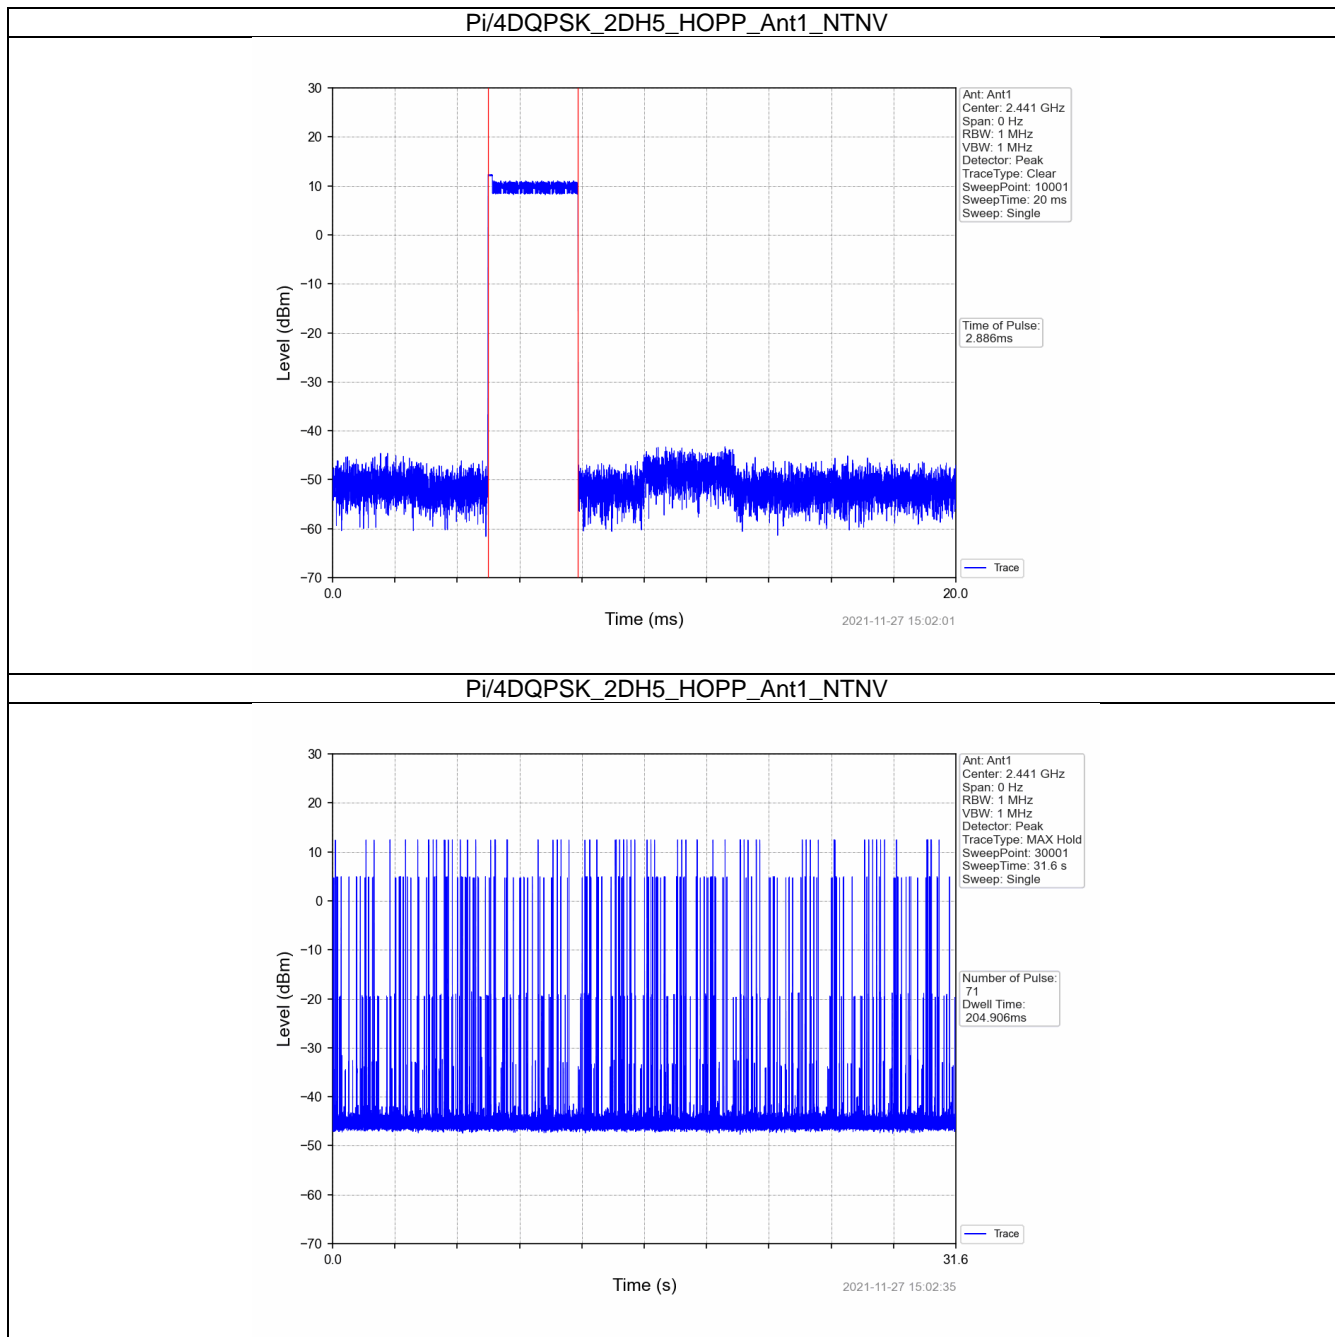 Pi/4DQPSK_2DH5_HOPP_Ant1_NTNV
30
20
10
0
−10
−20
−30
−40
−50
−60
−70
Level (dBm)
0.0
20.0
Time (ms)
2021-11-27 15:02:01
Ant: Ant1
Center: 2.441 GHz
Span: 0 Hz
RBW: 1 MHz
VBW: 1 MHz
Detector: Peak
TraceType: Clear
SweepPoint: 10001
SweepTime: 20 ms
Sweep: Single
Time of Pulse:
2.886ms
Trace
Pi/4DQPSK_2DH5_HOPP_Ant1_NTNV
30
20
10
0
−10
−20
−30
−40
−50
−60
−70
Level (dBm)
0.0
31.6
Time (s)
2021-11-27 15:02:35
Ant: Ant1
Center: 2.441 GHz
Span: 0 Hz
RBW: 1 MHz
VBW: 1 MHz
Detector: Peak
TraceType: MAX Hold
SweepPoint: 30001
SweepTime: 31.6 s
Sweep: Single
Number of Pulse:
71
Dwell Time:
204.906ms
Trace